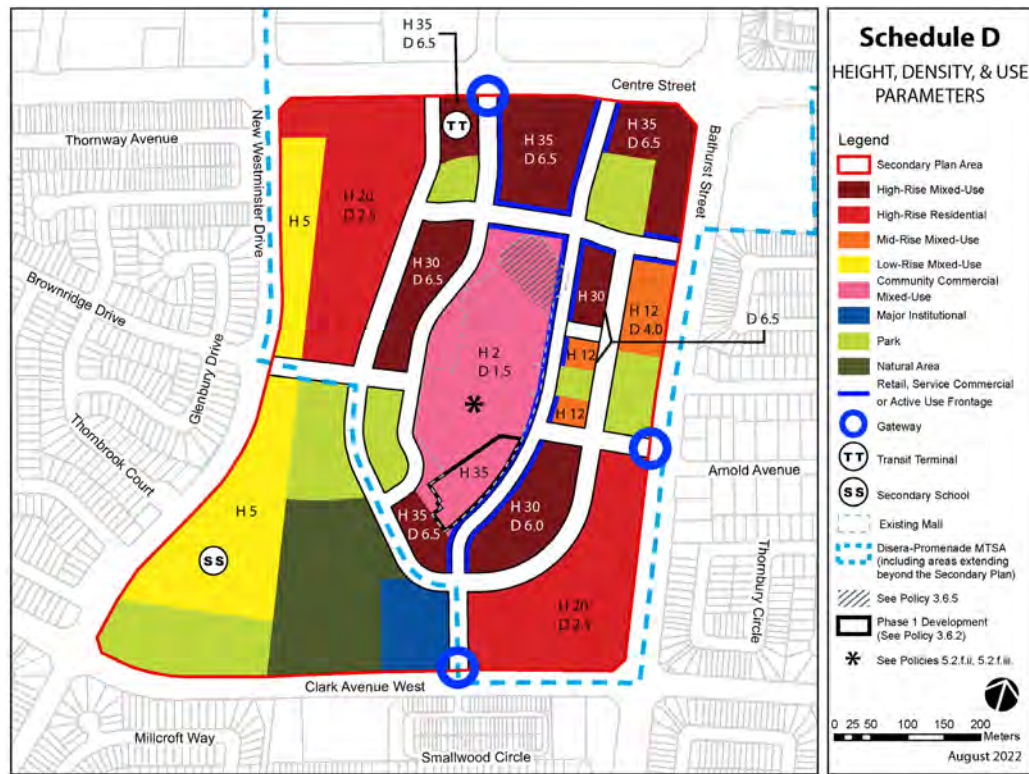 H 35
D 6.5
Centre Street
Thornway Avenue
New Westminster Drive
Bathurst Street
TT
H 35
D 6.5
H 35
D 6.5
H 5
H 20
D 2.5
H 30
D 6.5
H 30
H 12
D 4.0
D 6.5
Brownridge Drive
Glenbury Drive
H 2
D 1.5
H 12
H 12
Thornbrook Court
Arnold Avenue
H 35
H 5
H 35
D 6.5
H 30
D 6.0
SS
Thornbury Circle
H 20
Clark Avenue West
Millcroft Way
Smallwood Circle
Schedule D
HEIGHT, DENSITY, & USE
PARAMETERS
Legend
Secondary Plan Area
High-Rise Mixed-Use
High-Rise Residential
Mid-Rise Mixed-Use
Low-Rise Mixed-Use
Community Commercial
Mixed-Use
Major Institutional
Park
Natural Area
Retail, Service Commercial
or Active Use Frontage
Gateway
TT
Transit Terminal
SS
Secondary School
Existing Mall
Disera-Promenade MTSA
(including areas extending
beyond the Secondary Plan)
See Policy 3.6.5
Phase 1 Development
(See Policy 3.6.2)
See Policies 5.2.f.ii, 5.2.f.iii.
0 25 50 100 150 200
Meters
August 2022